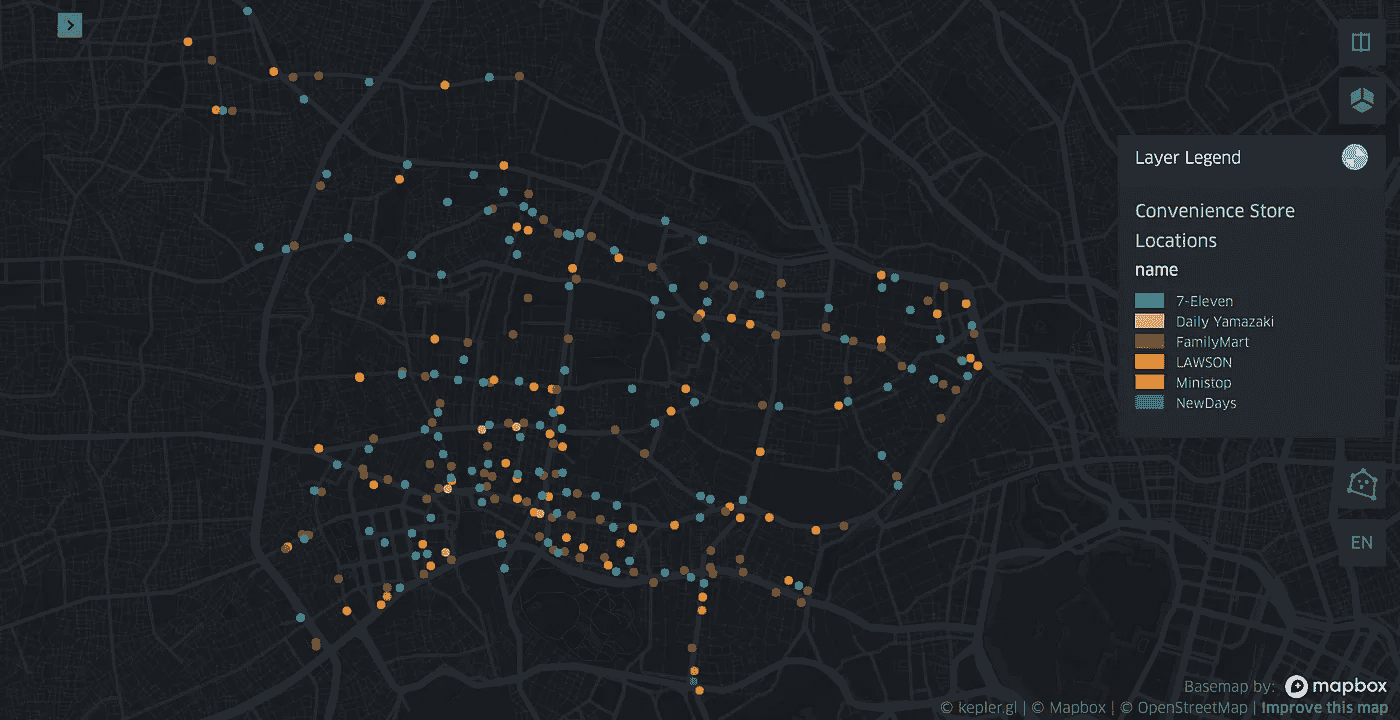 Layer Legend
Convenience Store
Locations
name
7-Eleven
Daily Yamazaki
FamilyMart
LAWSON
Ministop
NewDays
EN
Basemap by: mapbox
© kepler.gl | © Mapbox | © OpenStreetMap | Improve this map